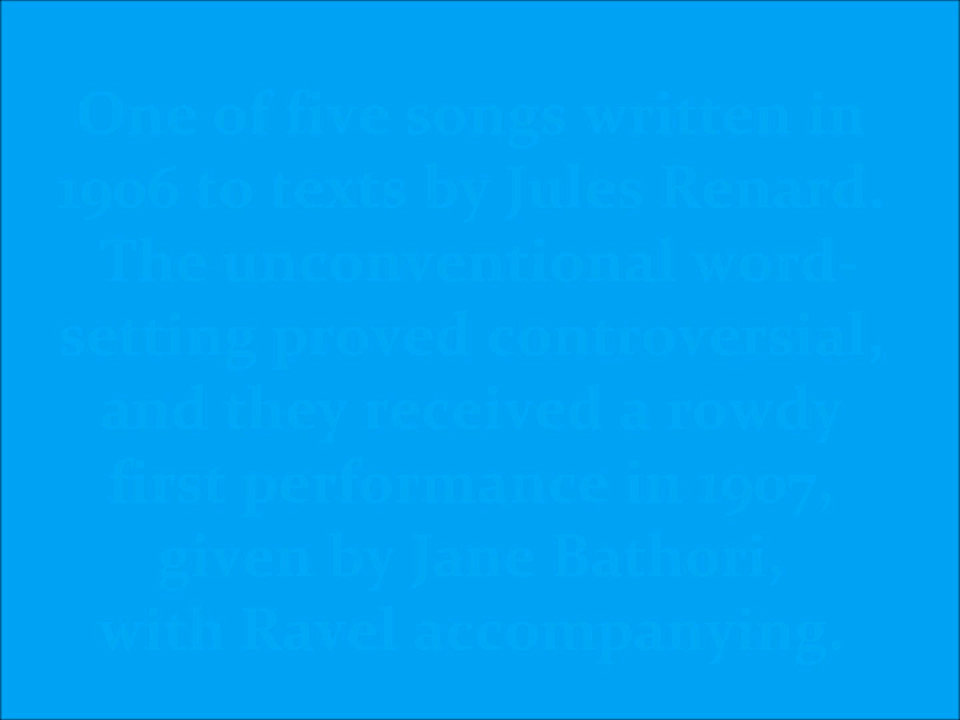 One of five songs written in
1906 to texts by Jules Renard.
The unconventional word-
setting proved controversial,
and they received a rowdy
first performance in 1907,
given by Jane Bathori,
with Ravel accompanying.